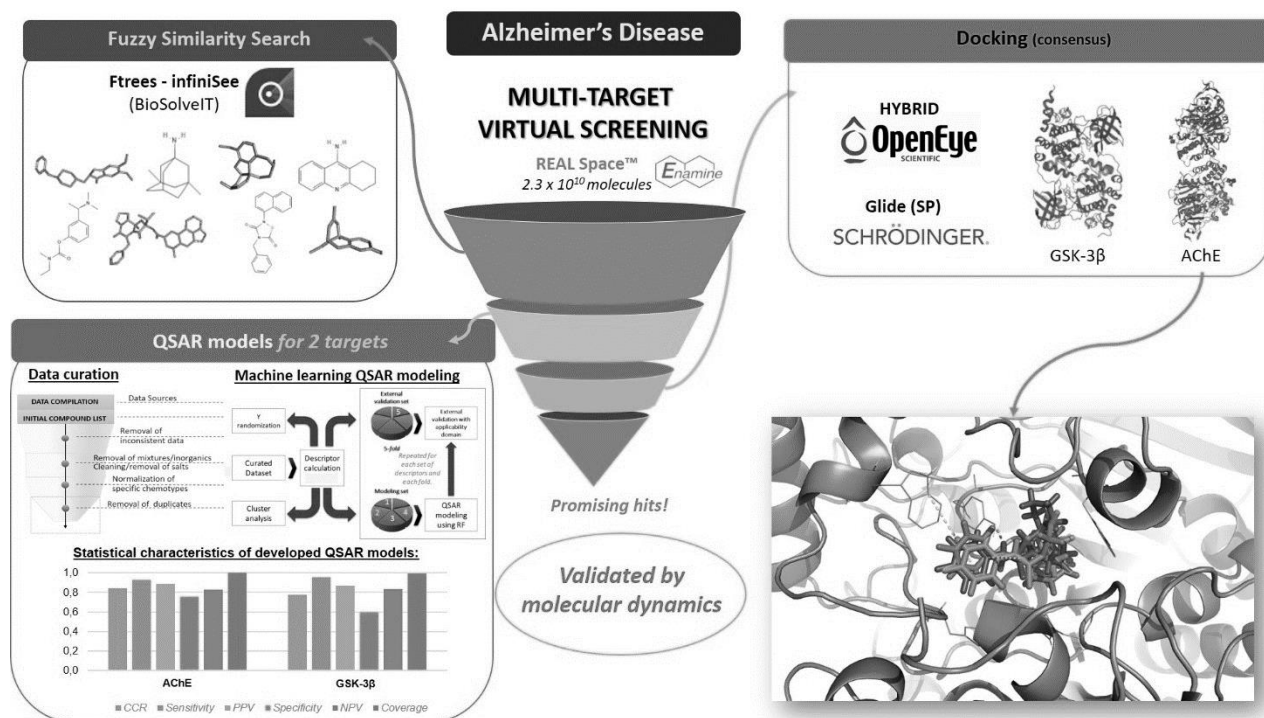 Fuzzy Similarity Search
Ftrees - infiniSee
(BioSolveIT)
H H
N
H H
N
N
N
O
O
N
O
O
N
O
Alzheimer's Disease
MULTI-TARGET
VIRTUAL SCREENING
REAL Space™
2.3 x 10¹⁰ molecules
Enamine
Promising hits!
Validated by
molecular dynamics
Docking (consensus)
HYBRID
OpenEye
SCIENTIFIC
Glide (SP)
SCHRÖDINGER®
GSK-3β
AChE
QSAR models for 2 targets
Data curation
DATA COMPILATION
INITIAL COMPOUND LIST
Data Sources
Removal of
inconsistent data
Removal of mixtures/inorganics
Cleaning/removal of salts
Normalization of
specific chemotypes
Removal of duplicates
Machine learning QSAR modeling
Y
randomization
Curated
Dataset
Cluster
analysis
Descriptor
calculation
External
validation set
5
External
validation with
applicability
domain
5-fold
Repeated for
each set of
descriptors and
each fold.
Modeling set
QSAR
modeling
using RF
Statistical characteristics of developed QSAR models:
1,0
0,8
0,6
0,4
0,2
0,0
AChE
GSK-3β
CCR Sensitivity PPV Specificity NPV Coverage